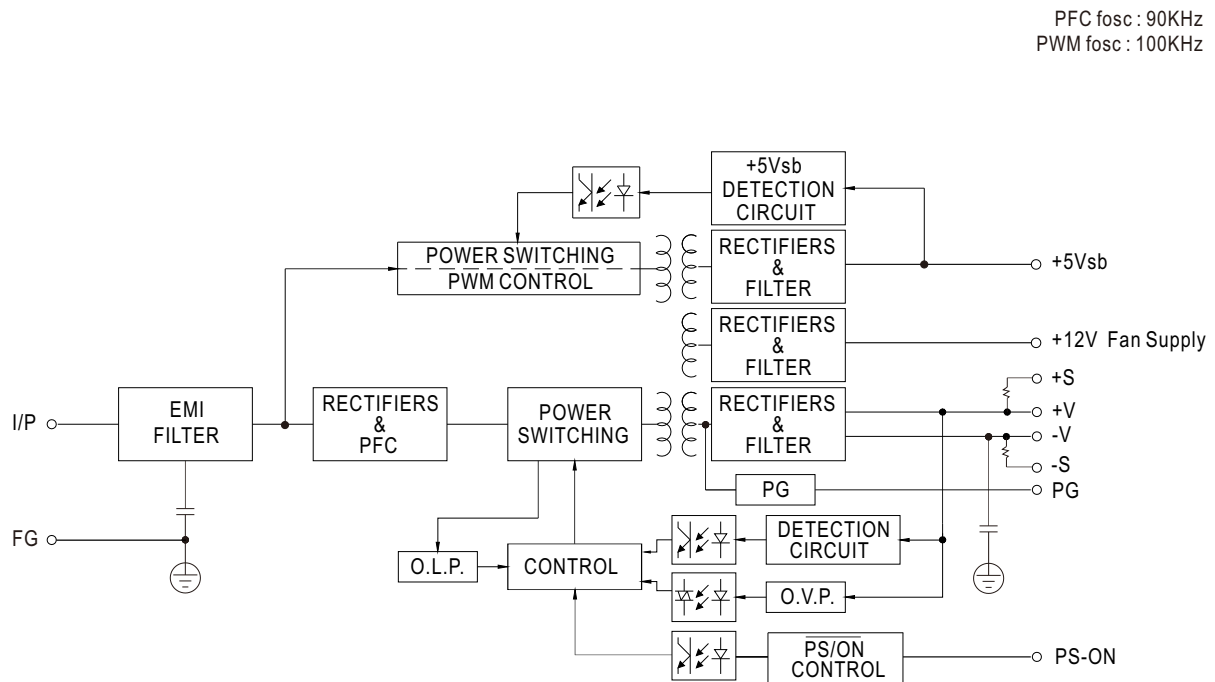 PFC fosc : 90KHz
PWM fosc : 100KHz
+5Vsb
DETECTION
CIRCUIT
POWER SWITCHING
PWM CONTROL
RECTIFIERS
&
FILTER
+5Vsb
RECTIFIERS
&
FILTER
+12V Fan Supply
+S
I/P
EMI
FILTER
RECTIFIERS
&
PFC
POWER
SWITCHING
RECTIFIERS
&
FILTER
+V
-V
-S
PG
PG
FG
O.L.P.
CONTROL
DETECTION
CIRCUIT
O.V.P.
PS/ON
CONTROL
PS-ON